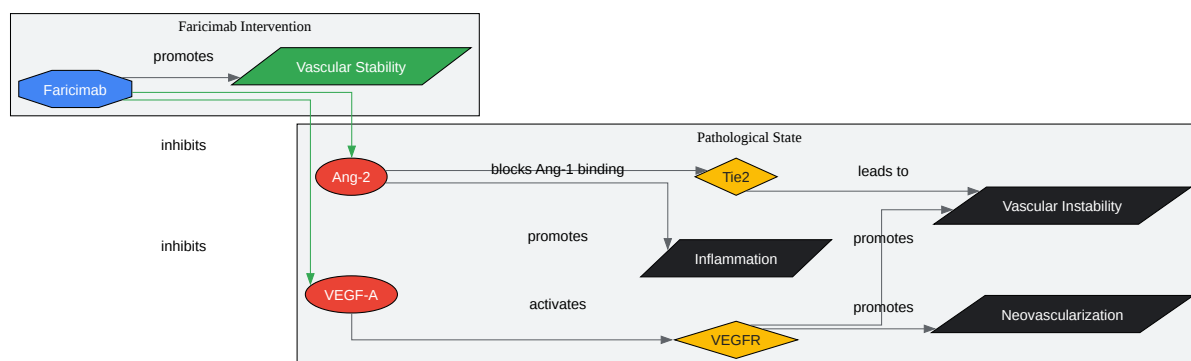 Faricimab Intervention
promotes
Vascular Stability
Faricimab
inhibits
Pathological State
Ang-2
blocks Ang-1 binding
Tie2
leads to
Vascular Instability
inhibits
promotes
promotes
Inflammation
VEGF-A
activates
promotes
Neovascularization
VEGFR